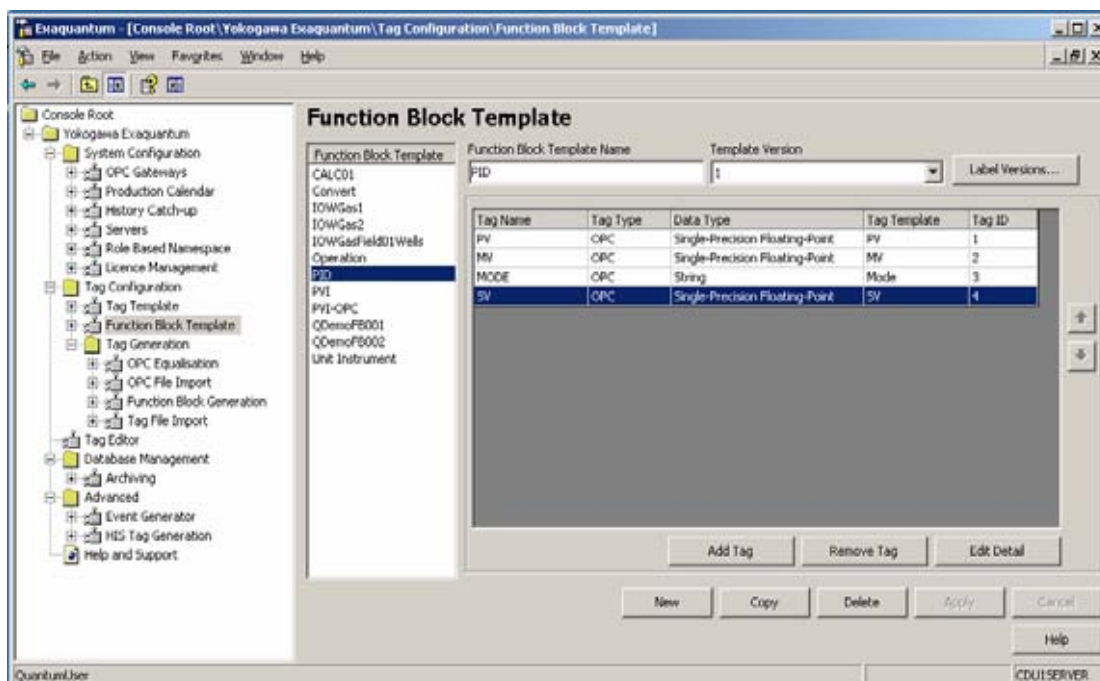 Exaquantum - [Console Root\Yokogawa Exaquantum\Tag Configuration\Function Block Template]
File Action View Favorites Window Help
Console Root
Yokogawa Exaquantum
System Configuration
OPC Gateways
Production Calendar
History Catch-up
Servers
Role Based Namespace
Licence Management
Tag Configuration
Tag Template
Function Block Template
Tag Generation
OPC Equalisation
OPC File Import
Function Block Generation
Tag File Import
Tag Editor
Database Management
Archiving
Advanced
Event Generator
HIS Tag Generation
Help and Support
Function Block Template
Function Block Template
CALC01
Convert
IOWGas1
IOWGas2
IOWGasField01Wells
Operation
PID
PVI
PVI-OPC
QDemoFB001
QDemoFB002
Unit Instrument
Function Block Template Name Template Version
PID 1 Label Versions...
Tag Name Tag Type Data Type Tag Template Tag ID
PV OPC Single-Precision Floating-Point PV 1
MV OPC Single-Precision Floating-Point MV 2
MODE OPC String Mode 3
SV OPC Single-Precision Floating-Point SV 4
Add Tag Remove Tag Edit Detail
New Copy Delete Apply Cancel
Help
QuantumUser CDU1SERVER